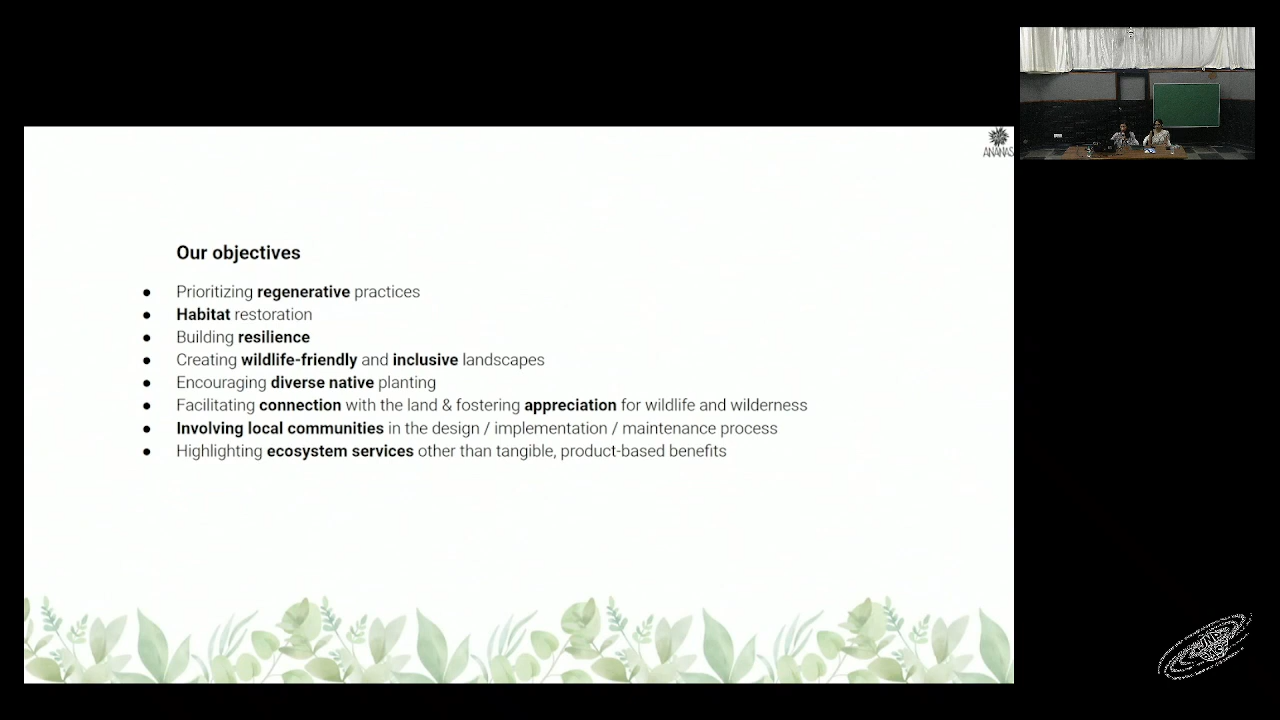 ANANAS
Our objectives
● Prioritizing regenerative practices
● Habitat restoration
● Building resilience
● Creating wildlife-friendly and inclusive landscapes
● Encouraging diverse native planting
● Facilitating connection with the land & fostering appreciation for wildlife and wilderness
● Involving local communities in the design / implementation / maintenance process
● Highlighting ecosystem services other than tangible, product-based benefits